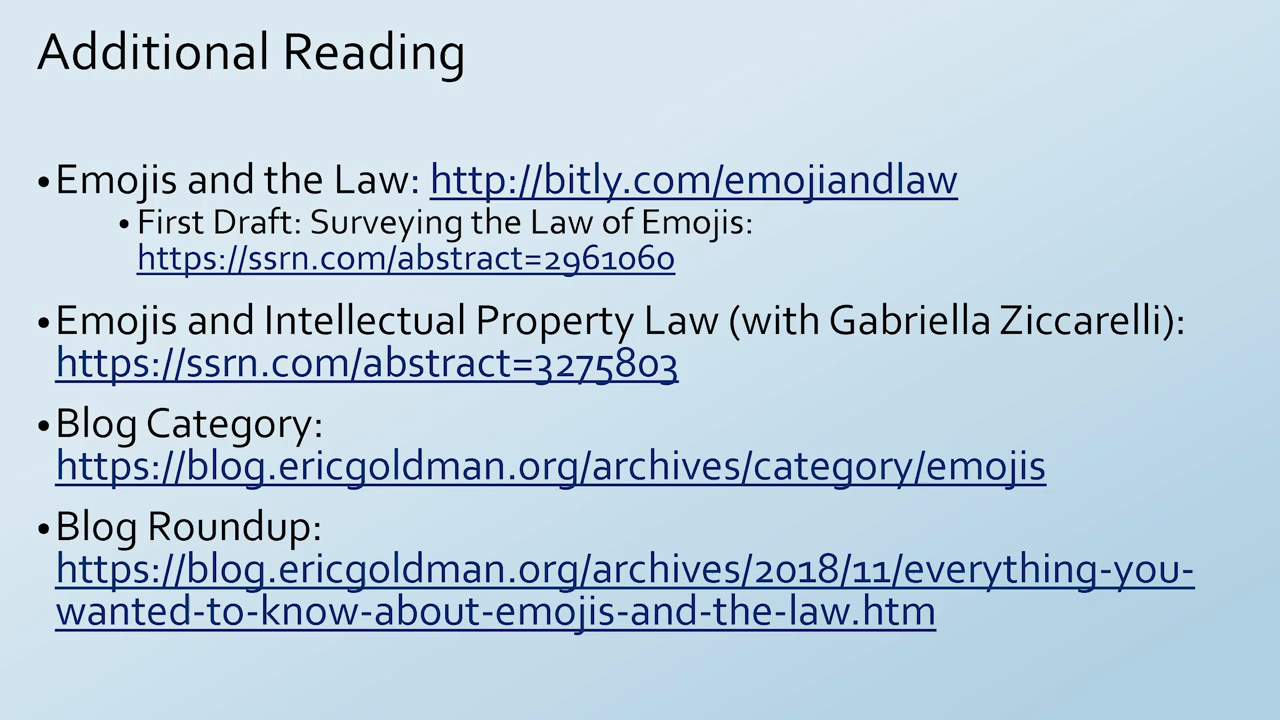 Additional Reading
•Emojis and the Law: http://bitly.com/emojiandlaw
• First Draft: Surveying the Law of Emojis:
https://ssrn.com/abstract=2961060
•Emojis and Intellectual Property Law (with Gabriella Ziccarelli):
https://ssrn.com/abstract=3275803
•Blog Category:
https://blog.ericgoldman.org/archives/category/emojis
•Blog Roundup:
https://blog.ericgoldman.org/archives/2018/11/everything-you-
wanted-to-know-about-emojis-and-the-law.htm